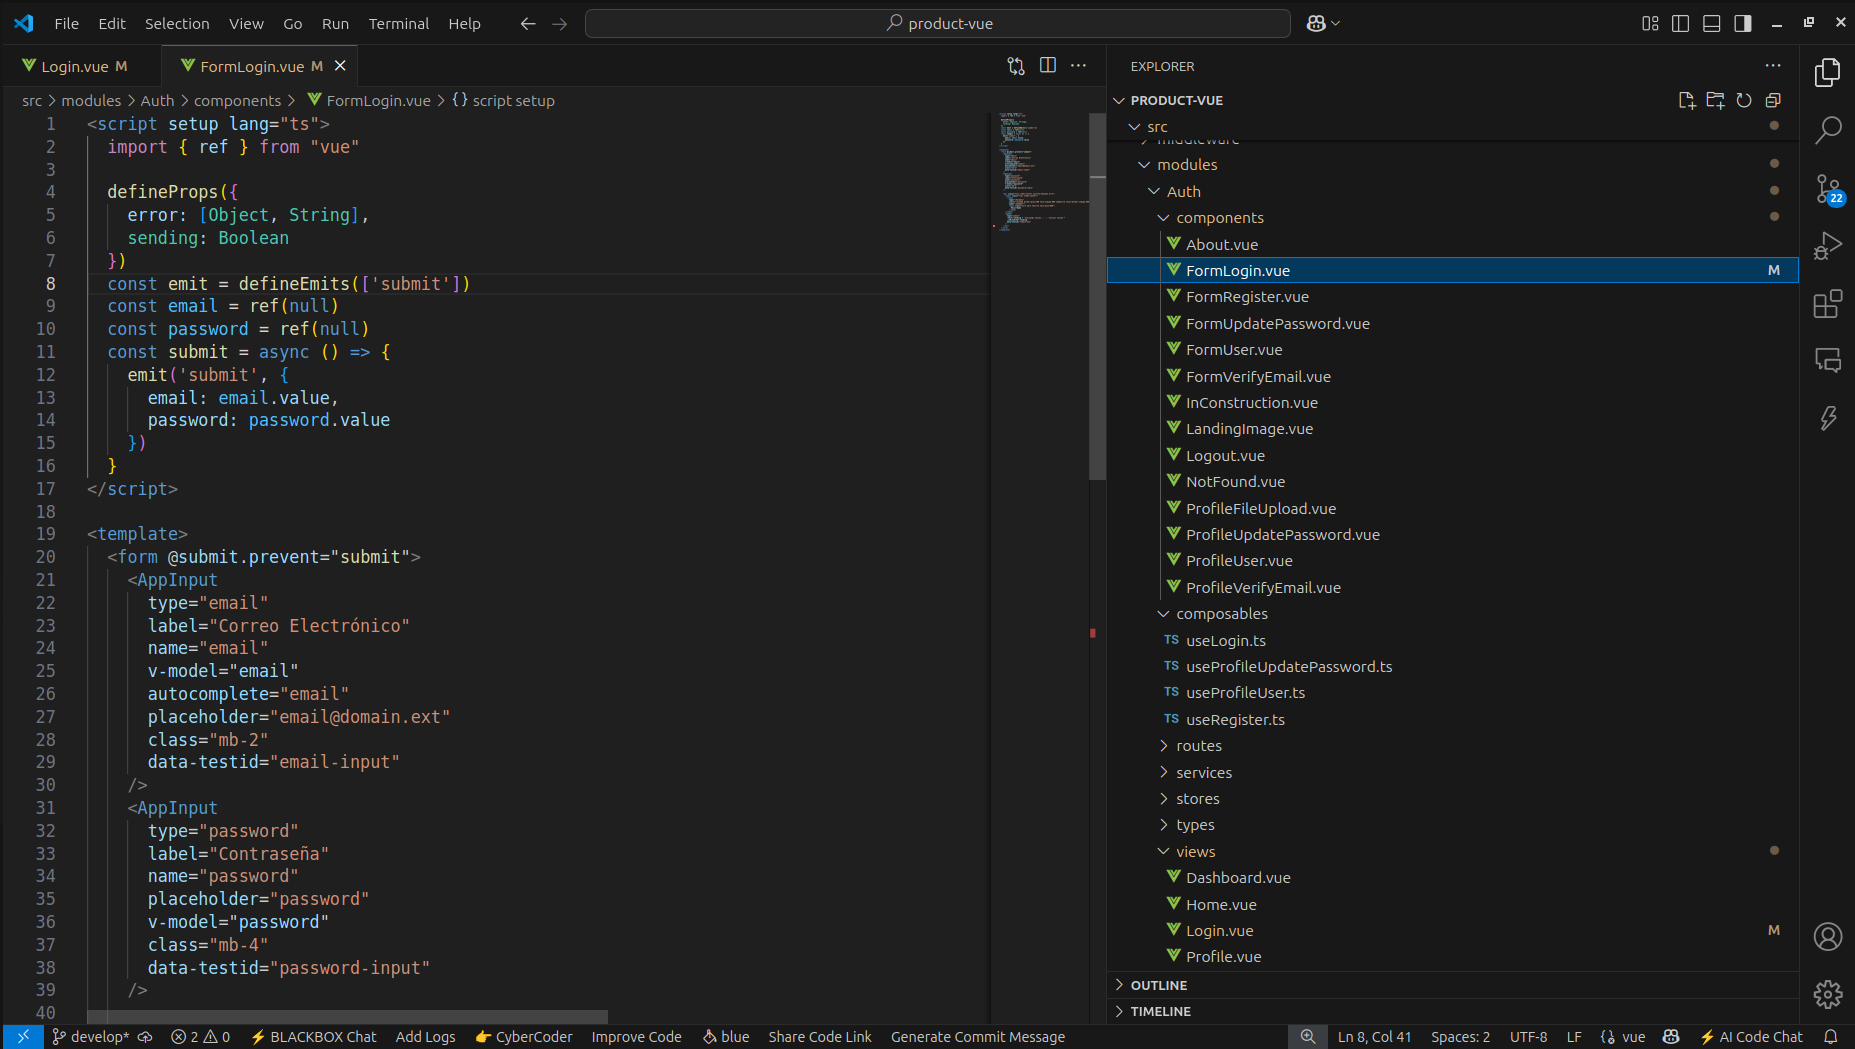 File Edit Selection View Go Run Terminal Help product-vue
Login.vue M FormLogin.vue M
src modules Auth components FormLogin.vue {} script setup
1 <script setup lang="ts">
2 import { ref } from "vue"
3
4 defineProps({
5 error: [Object, String],
6 sending: Boolean
7 })
8 const emit = defineEmits(['submit'])
9 const email = ref(null)
10 const password = ref(null)
11 const submit = async () => {
12 emit('submit', {
13 email: email.value,
14 password: password.value
15 })
16 }
17 </script>
18
19 <template>
20 <form @submit.prevent="submit">
21 <AppInput
22 type="email"
23 label="Correo Electrónico"
24 name="email"
25 v-model="email"
26 autocomplete="email"
27 placeholder="email@domain.ext"
28 class="mb-2"
29 data-testid="email-input"
30 />
31 <AppInput
32 type="password"
33 label="Contraseña"
34 name="password"
35 placeholder="password"
36 v-model="password"
37 class="mb-4"
38 data-testid="password-input"
39 />
40
EXPLORER
PRODUCT-VUE
src
middleware
modules
Auth
components
About.vue
FormLogin.vue M
FormRegister.vue
FormUpdatePassword.vue
FormUser.vue
FormVerifyEmail.vue
InConstruction.vue
LandingImage.vue
Logout.vue
NotFound.vue
ProfileFileUpload.vue
ProfileUpdatePassword.vue
ProfileUser.vue
ProfileVerifyEmail.vue
composables
TS useLogin.ts
TS useProfileUpdatePassword.ts
TS useProfileUser.ts
TS useRegister.ts
routes
services
stores
types
views
Dashboard.vue
Home.vue
Login.vue M
Profile.vue
OUTLINE
TIMELINE
22
develop* 2 0 BLACKBOX Chat Add Logs CyberCoder Improve Code blue Share Code Link Generate Commit Message Ln 8, Col 41 Spaces: 2 UTF-8 LF {} vue AI Code Chat